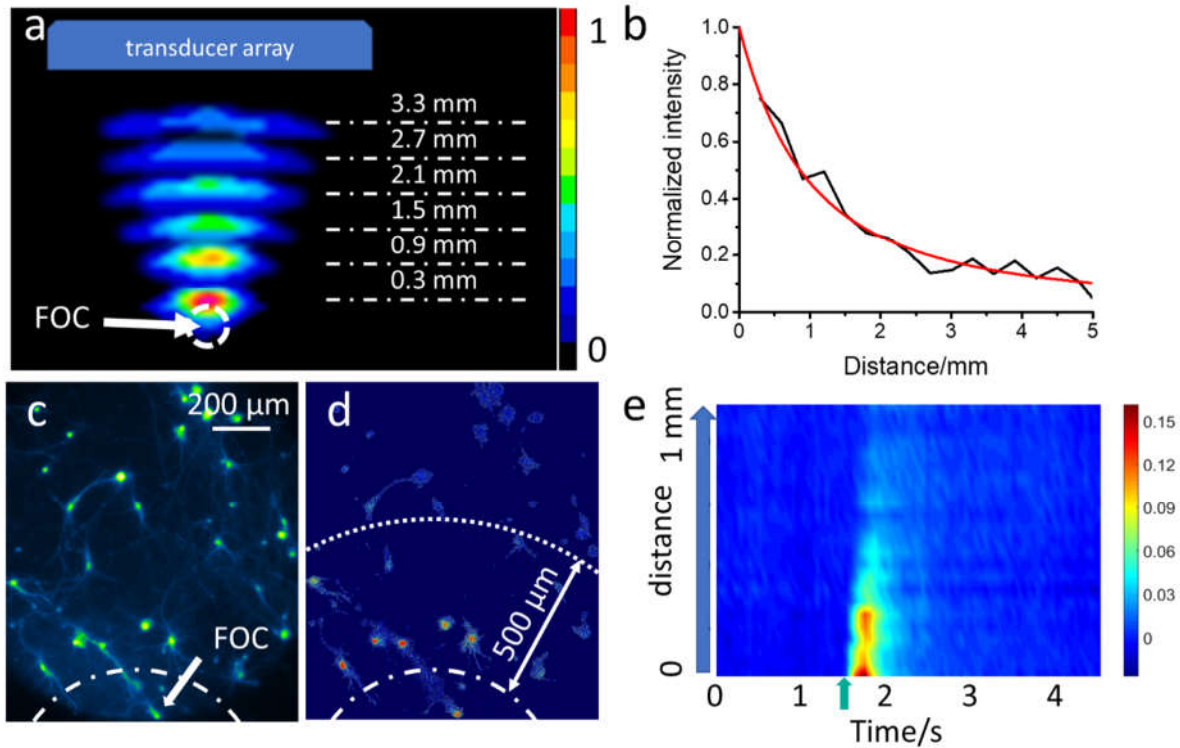 a
transducer array
1
3.3 mm
2.7 mm
2.1 mm
1.5 mm
0.9 mm
0.3 mm
FOC
0
b
Normalized intensity
1.0
0.8
0.6
0.4
0.2
0.0
0 1 2 3 4 5
Distance/mm
c
200 μm
FOC
d
500 μm
e
distance
1 mm
0
0 1 2 3 4
Time/s
0.15
0.12
0.09
0.06
0.03
0